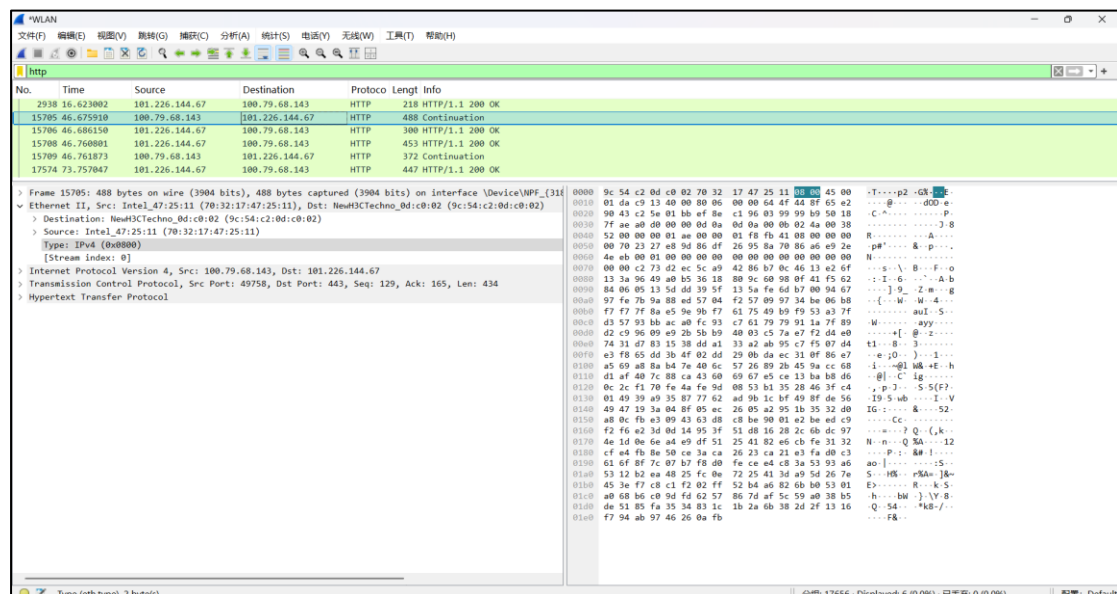 *WLAN
文件(F) 编辑(E) 视图(V) 跳转(G) 捕获(C) 分析(A) 统计(S) 电话(Y) 无线(W) 工具(T) 帮助(H)
http
No. Time Source Destination Protoco Lengt Info
2938 16.623002 101.226.144.67 100.79.68.143 HTTP 218 HTTP/1.1 200 OK
15705 46.675910 100.79.68.143 101.226.144.67 HTTP 488 Continuation
15706 46.686150 101.226.144.67 100.79.68.143 HTTP 300 HTTP/1.1 200 OK
15708 46.760801 101.226.144.67 100.79.68.143 HTTP 453 HTTP/1.1 200 OK
15709 46.761873 100.79.68.143 101.226.144.67 HTTP 372 Continuation
17574 73.757047 101.226.144.67 100.79.68.143 HTTP 447 HTTP/1.1 200 OK
Frame 15705: 488 bytes on wire (3904 bits), 488 bytes captured (3904 bits) on interface \Device\NPF_{318
Ethernet II, Src: Intel_47:25:11 (70:32:17:47:25:11), Dst: NewH3CTechno_0d:c0:02 (9c:54:c2:0d:c0:02)
Destination: NewH3CTechno_0d:c0:02 (9c:54:c2:0d:c0:02)
Source: Intel_47:25:11 (70:32:17:47:25:11)
Type: IPv4 (0x0800)
[Stream index: 0]
Internet Protocol Version 4, Src: 100.79.68.143, Dst: 101.226.144.67
Transmission Control Protocol, Src Port: 49758, Dst Port: 443, Seq: 129, Ack: 165, Len: 434
Hypertext Transfer Protocol
0000 9c 54 c2 0d c0 02 70 32 17 47 25 11 08 00 45 00
0010 01 da c9 13 40 00 80 06 00 00 64 4f 44 8f 65 e2
0020 90 43 c2 5e 01 bb ef 8e c1 96 03 99 99 b9 50 18
0030 7f ae a0 d0 00 00 0d 0a 0d 0a 00 0b 02 4a 00 38
0040 52 00 00 00 01 ae 00 00 01 f8 fb 41 08 00 00 00
0050 00 70 23 27 e8 9d 86 df 26 95 8a 70 86 a6 e9 2e
0060 4e eb 00 01 00 00 00 00 00 00 00 00 00 00 00 00
0070 00 00 c2 73 d2 ec 5c a9 42 86 b7 0c 46 13 e2 6f
0080 13 3a 96 49 a0 b5 36 18 80 9c 60 98 0f 41 f5 62
0090 84 06 05 13 5d dd 39 5f 13 5a fe 6d b7 00 94 67
00a0 97 fe 7b 9a 88 ed 57 04 f2 57 09 97 34 be 06 b8
00b0 f7 f7 7f 8a e5 9e 9b f7 61 75 49 b9 f9 53 a3 7f
00c0 d3 57 93 bb ac a0 fc 93 c7 61 79 79 91 1a 7f 89
00d0 d2 c9 96 09 e9 2b 5b b9 40 03 c5 7a e7 f2 d4 e0
00e0 74 31 d7 83 15 38 dd a1 33 a2 ab 95 c7 f5 07 d4
00f0 e3 f8 65 dd 3b 4f 02 dd 29 0b da ec 31 0f 86 e7
0100 a5 69 a8 8a b4 7e 40 6c 57 26 89 2b 45 9a cc 68
0110 d1 af 40 7c 88 ca 43 60 69 67 e5 ce 13 ba b8 d6
0120 0c 2c f1 70 fe 4a fe 9d 08 53 b1 35 28 46 3f c4
0130 01 49 39 a9 35 87 77 62 ad 9b 1c bf 49 8f de 56
0140 49 47 19 3a 04 8f 05 ec 26 05 a2 95 1b 35 32 d0
0150 a8 0c fb e3 09 43 63 d8 c8 be 90 01 e2 be ed c9
0160 f2 f6 e2 3d 0d 14 95 3f 51 d8 16 28 2c 6b dc 97
0170 4e 1d 0e 6e a4 e9 df 51 25 41 82 e6 cb fe 31 32
0180 cf e4 fb 8e 50 ce 3a ca 26 23 ca 21 e3 fa d0 c3
0190 61 6f 8f 7c 07 b7 f8 d0 fe ce e4 c8 3a 53 93 a6
01a0 53 12 b2 ea 48 25 fc 0e 72 25 41 3d a9 5d 26 7e
01b0 45 3e f7 c8 c1 f2 02 ff 52 b4 a6 82 6b b0 53 01
01c0 a0 68 b6 c0 9d fd 62 57 86 7d af 5c 59 a0 38 b5
01d0 de 51 85 fa 35 34 83 1c 1b 2a 6b 38 2d 2f 13 16
01e0 f7 94 ab 97 46 26 0a fb